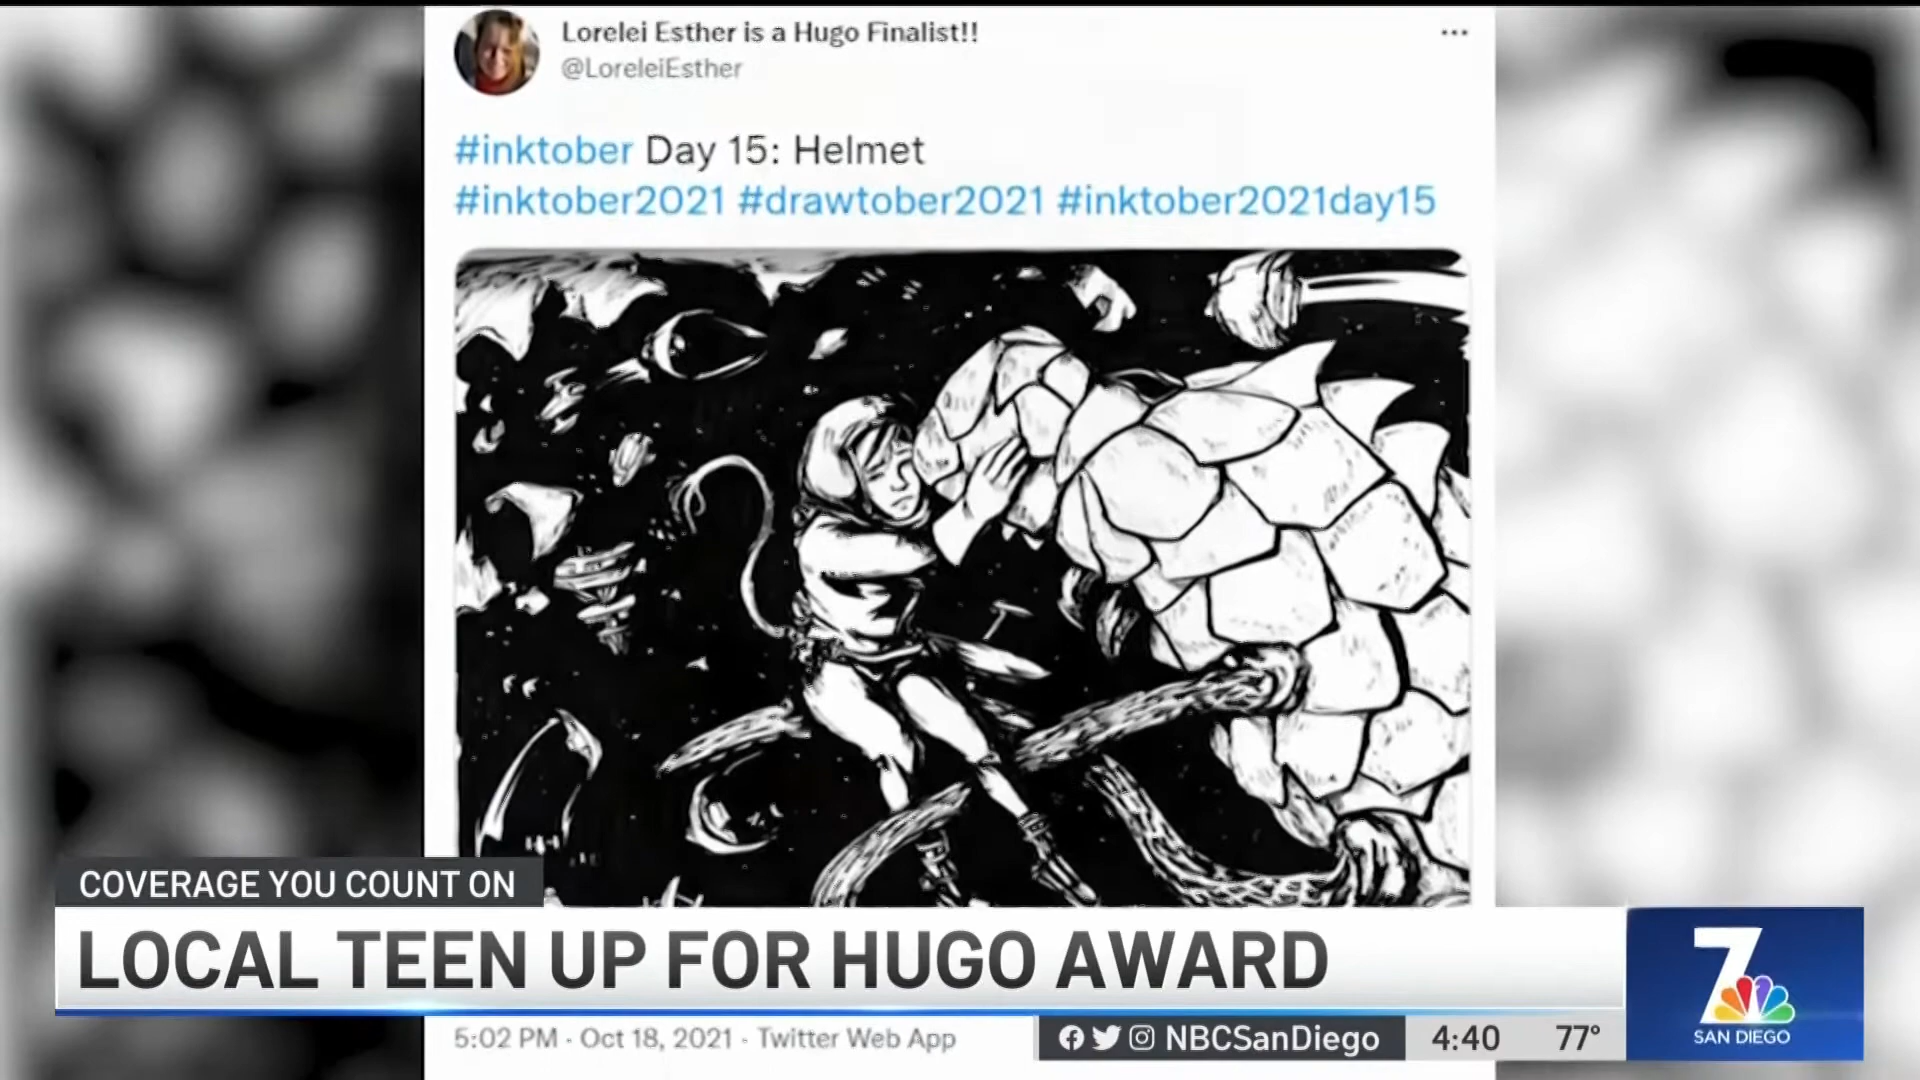 Lorelei Esther is a Hugo Finalist!!
@LoreleiEsther
#inktober Day 15: Helmet
#inktober2021 #drawtober2021 #inktober2021day15
COVERAGE YOU COUNT ON
LOCAL TEEN UP FOR HUGO AWARD
5:02 PM · Oct 18, 2021 · Twitter Web App
NBCSanDiego
4:40 77°
7
SAN DIEGO